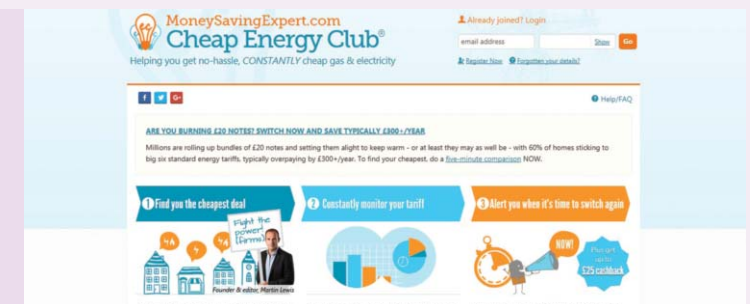 MoneySavingExpert.com
Cheap Energy Club®
Helping you get no-hassle, CONSTANTLY cheap gas & electricity
Already joined? Login
email address
Show
Go
Register Now
Forgotten your details?
Help/FAQ
ARE YOU BURNING £20 NOTES? SWITCH NOW AND SAVE TYPICALLY £300+/YEAR
Millions are rolling up bundles of £20 notes and setting them alight to keep warm - or at least they may as well be - with 60% of homes sticking to
big six standard energy tariffs, typically overpaying by £300+/year. To find your cheapest, do a five-minute comparison NOW.
1 Find you the cheapest deal
Fight the
power!
(firms)
Founder & editor, Martin Lewis
2 Constantly monitor your tariff
3 Alert you when it's time to switch again
NOW!
Plus get
up to
£25 cashback